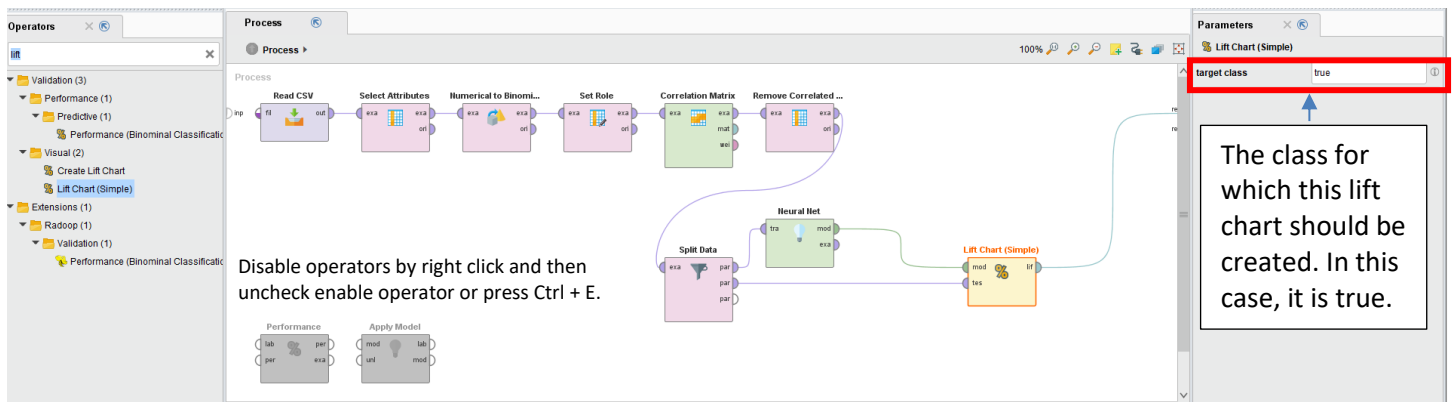 Operators
lift
Validation (3)
Performance (1)
Predictive (1)
Performance (Binominal Classificatio
Visual (2)
Create Lift Chart
Lift Chart (Simple)
Extensions (1)
Radoop (1)
Validation (1)
Performance (Binominal Classificatio
Process
Process
100%
Process
inp
Read CSV
fil out
Select Attributes
exa exa
ori
Numerical to Binomi...
exa exa
ori
Set Role
exa exa
ori
Correlation Matrix
exa exa
mat
wei
Remove Correlated ...
exa exa
ori
re
re
Neural Net
tra mod
exa
Split Data
exa par
par
par
Lift Chart (Simple)
mod lif
tes
Disable operators by right click and then
uncheck enable operator or press Ctrl + E.
Performance
lab per
per exa
Apply Model
mod lab
unl mod
Parameters
Lift Chart (Simple)
target class true
The class for
which this lift
chart should be
created. In this
case, it is true.